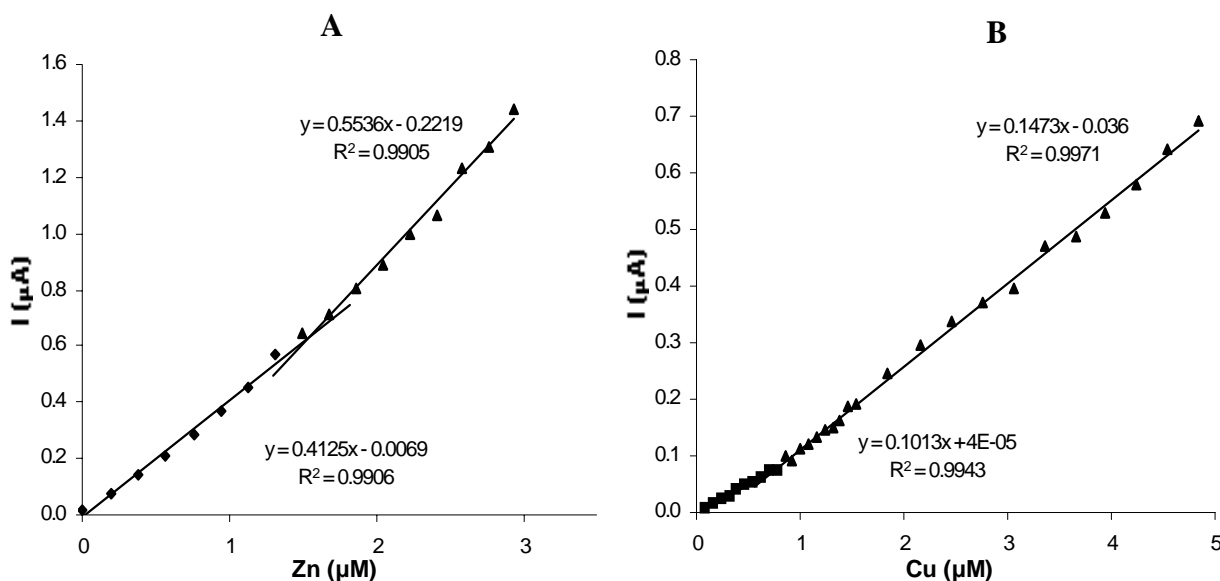 A
1.6
1.4
1.2
1.0
0.8
0.6
0.4
0.2
0.0
I (µA)
y = 0.5536x - 0.2219
R² = 0.9905
y = 0.4125x - 0.0069
R² = 0.9906
0 1 2 3
Zn (µM)
B
0.8
0.7
0.6
0.5
0.4
0.3
0.2
0.1
0.0
I (µA)
y = 0.1473x - 0.036
R² = 0.9971
y = 0.1013x + 4E-05
R² = 0.9943
0 1 2 3 4 5
Cu (µM)